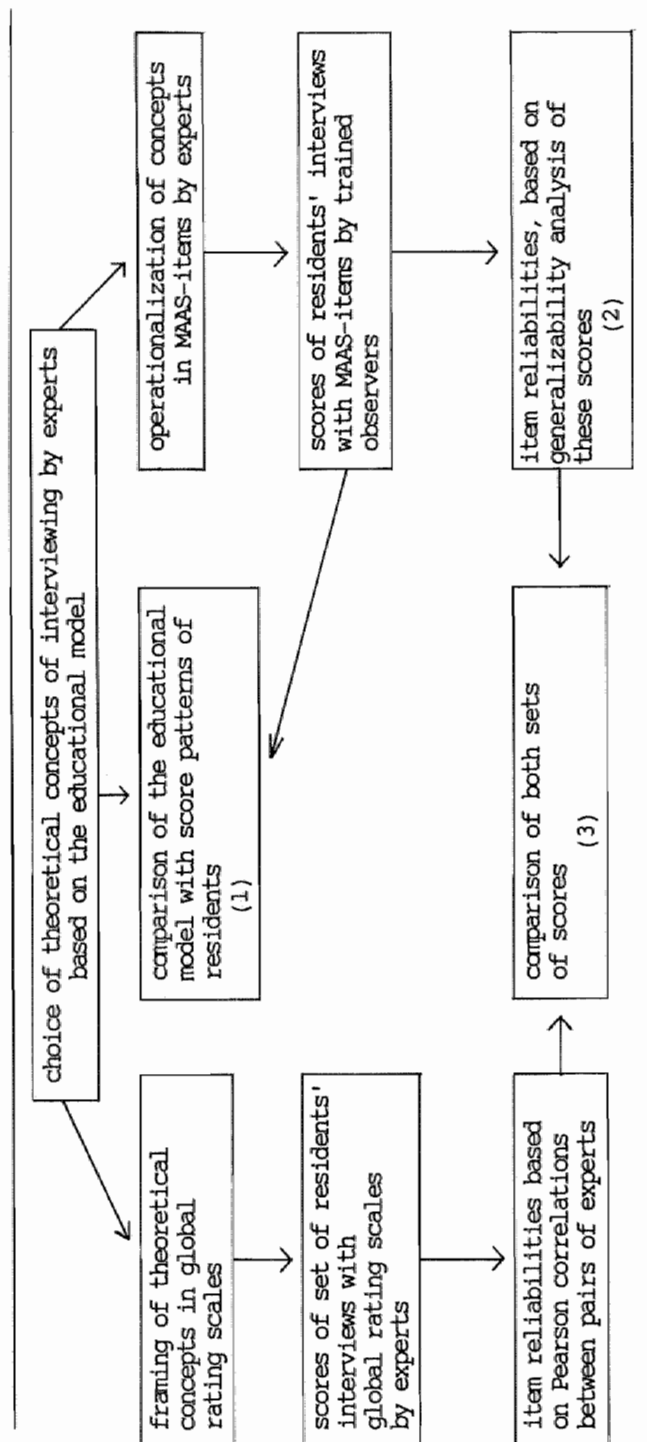 choice of theoretical concepts of interviewing by experts
based on the educational model
framing of theoretical
concepts in global
rating scales
comparison of the educational
model with score patterns of
residents
(1)
operationalization of concepts
in MAAS-items by experts
scores of set of residents'
interviews with
global rating scales
by experts
scores of residents' interviews
with MAAS-items by trained
observers
item reliabilities based
on Pearson correlations
between pairs of experts
comparison of both sets
of scores
(3)
item reliabilities, based on
generalizability analysis of
these scores
(2)